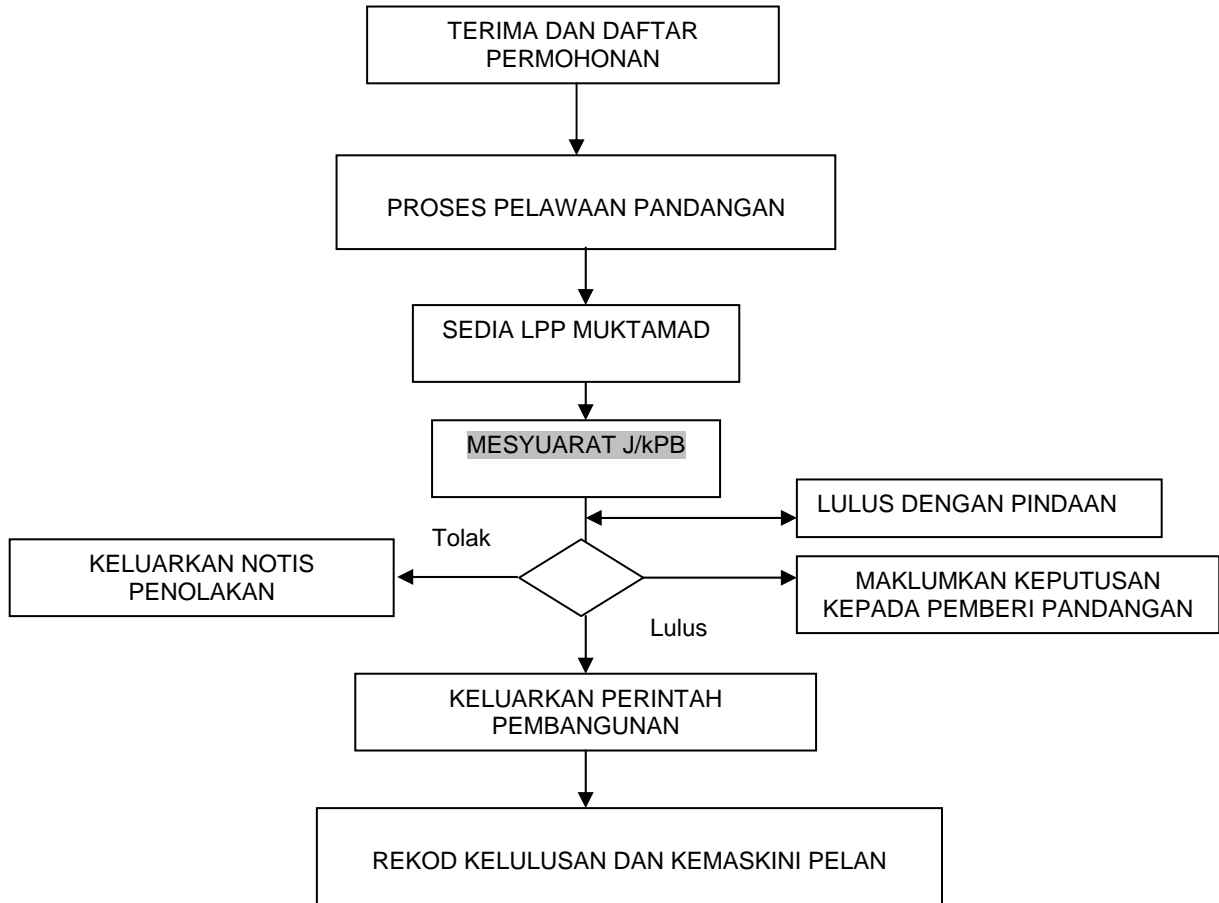 TERIMA DAN DAFTAR
PERMOHONAN
PROSES PELAWAAN PANDANGAN
SEDIA LPP MUKTAMAD
MESYUARAT J/kPB
LULUS DENGAN PINDAAN
Tolak
KELUARKAN NOTIS
PENOLAKAN
MAKLUMKAN KEPUTUSAN
KEPADA PEMBERI PANDANGAN
Lulus
KELUARKAN PERINTAH
PEMBANGUNAN
REKOD KELULUSAN DAN KEMASKINI PELAN